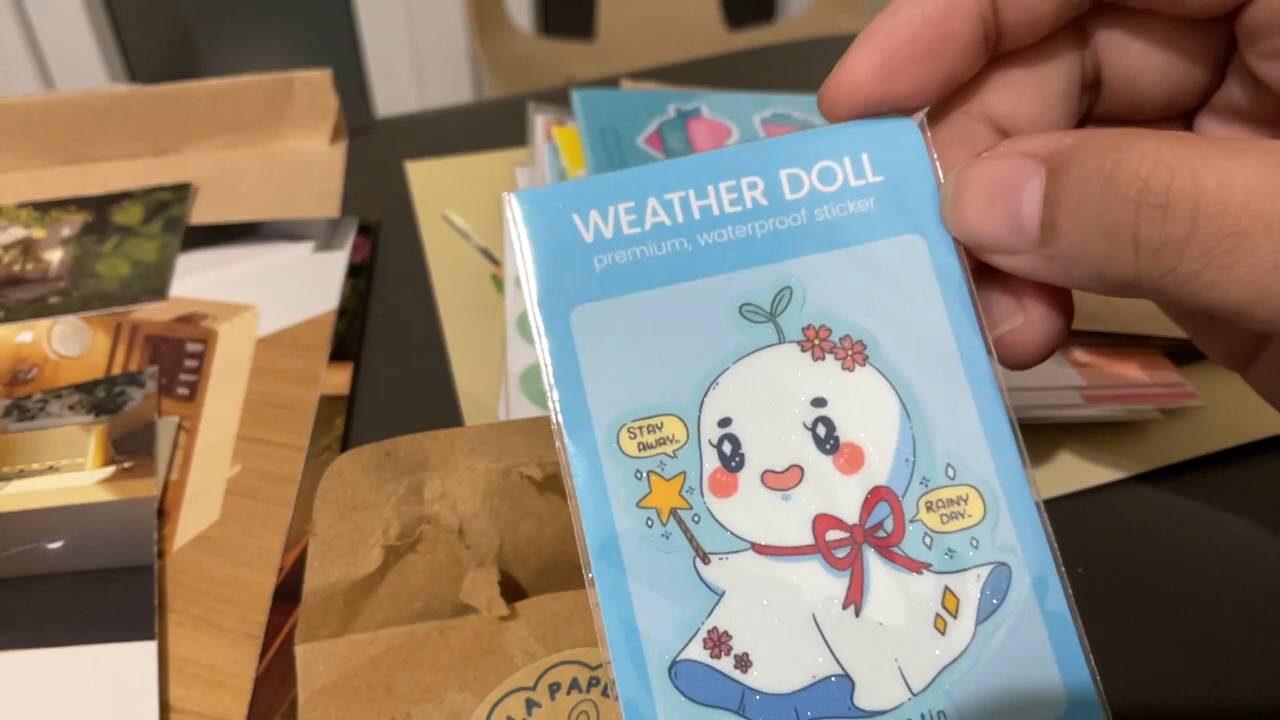 WEATHER DOLL
premium, waterproof sticker
STAY
AWAY..
RAINY
DAY..